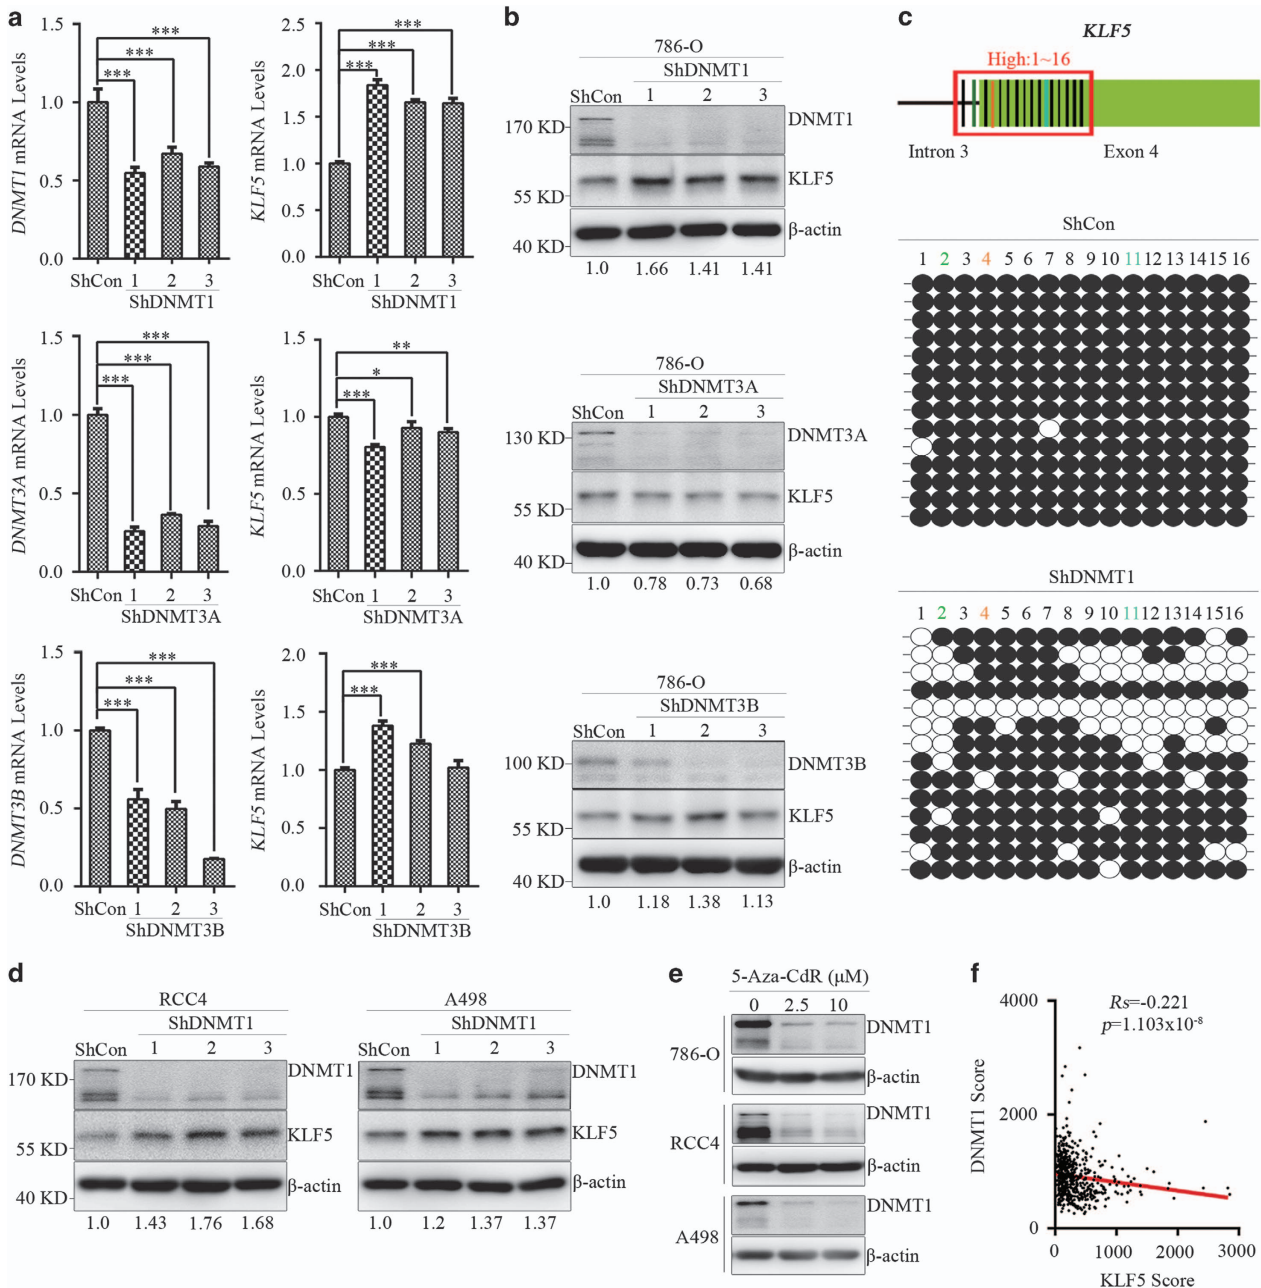 a
1.5
1.0
0.5
0.0
DNMT1 mRNA Levels
***
***
***
ShCon 1 2 3
ShDNMT1
2.5
2.0
1.5
1.0
0.5
0.0
KLF5 mRNA Levels
***
***
***
ShCon 1 2 3
ShDNMT1
1.5
1.0
0.5
0.0
DNMT3A mRNA Levels
***
***
***
ShCon 1 2 3
ShDNMT3A
1.5
1.0
0.5
0.0
KLF5 mRNA Levels
**
*
***
ShCon 1 2 3
ShDNMT3A
1.5
1.0
0.5
0.0
DNMT3B mRNA Levels
***
***
***
ShCon 1 2 3
ShDNMT3B
2.0
1.5
1.0
0.5
0.0
KLF5 mRNA Levels
***
***
ShCon 1 2 3
ShDNMT3B
b
786-O
ShDNMT1
ShCon 1 2 3
170 KD
DNMT1
KLF5
55 KD
β-actin
40 KD
1.0 1.66 1.41 1.41
786-O
ShDNMT3A
ShCon 1 2 3
130 KD
DNMT3A
KLF5
55 KD
β-actin
40 KD
1.0 0.78 0.73 0.68
786-O
ShDNMT3B
ShCon 1 2 3
100 KD
DNMT3B
KLF5
55 KD
β-actin
40 KD
1.0 1.18 1.38 1.13
c
KLF5
High:1~16
Intron 3
Exon 4
ShCon
1 2 3 4 5 6 7 8 9 10 11 12 13 14 15 16
ShDNMT1
1 2 3 4 5 6 7 8 9 10 11 12 13 14 15 16
d
RCC4
ShDNMT1
ShCon 1 2 3
170 KD
DNMT1
KLF5
55 KD
β-actin
40 KD
1.0 1.43 1.76 1.68
A498
ShDNMT1
ShCon 1 2 3
DNMT1
KLF5
β-actin
1.0 1.2 1.37 1.37
e
5-Aza-CdR (μM)
0 2.5 10
786-O
DNMT1
β-actin
RCC4
DNMT1
β-actin
A498
DNMT1
β-actin
f
4000
2000
0
DNMT1 Score
Rs=-0.221
p=1.103x10-8
0 1000 2000 3000
KLF5 Score